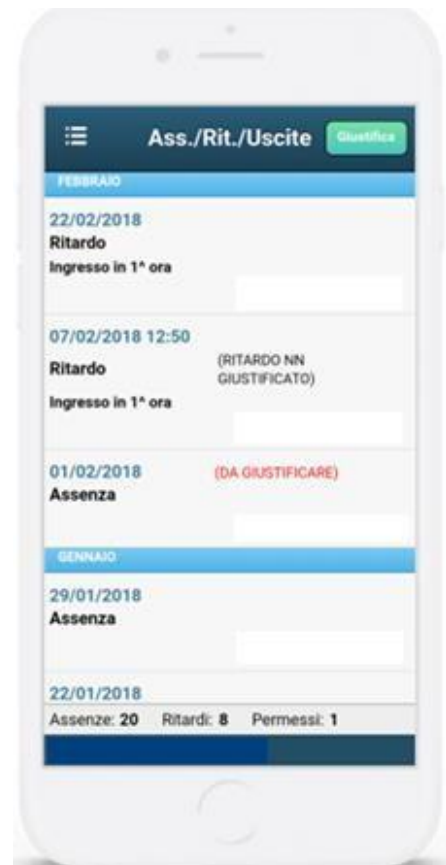 Ass./Rit./Uscite Giustifica
FEBBRAIO
22/02/2018
Ritardo
Ingresso in 1^ ora
07/02/2018 12:50
Ritardo (RITARDO NN
GIUSTIFICATO)
Ingresso in 1^ ora
01/02/2018 (DA GIUSTIFICARE)
Assenza
GENNAIO
29/01/2018
Assenza
22/01/2018
Assenze: 20 Ritardi: 8 Permessi: 1